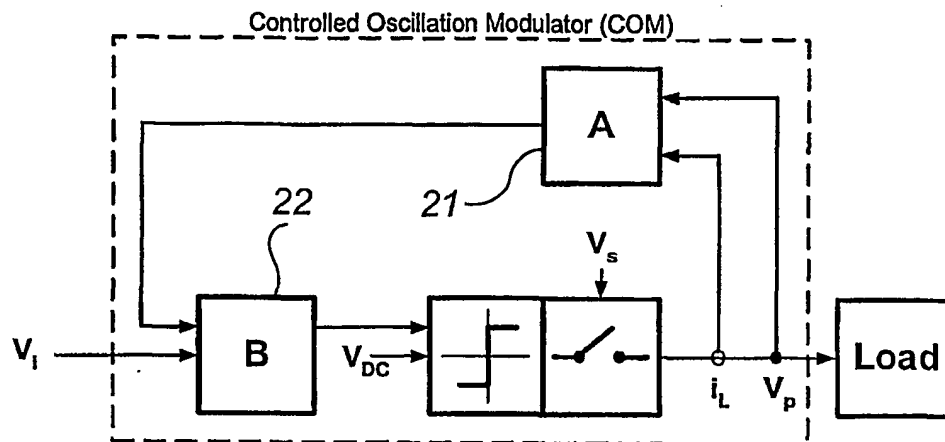 Controlled Oscillation Modulator (COM)
A
21
22
V_s
V_I
B
V_DC
i_L
V_p
Load